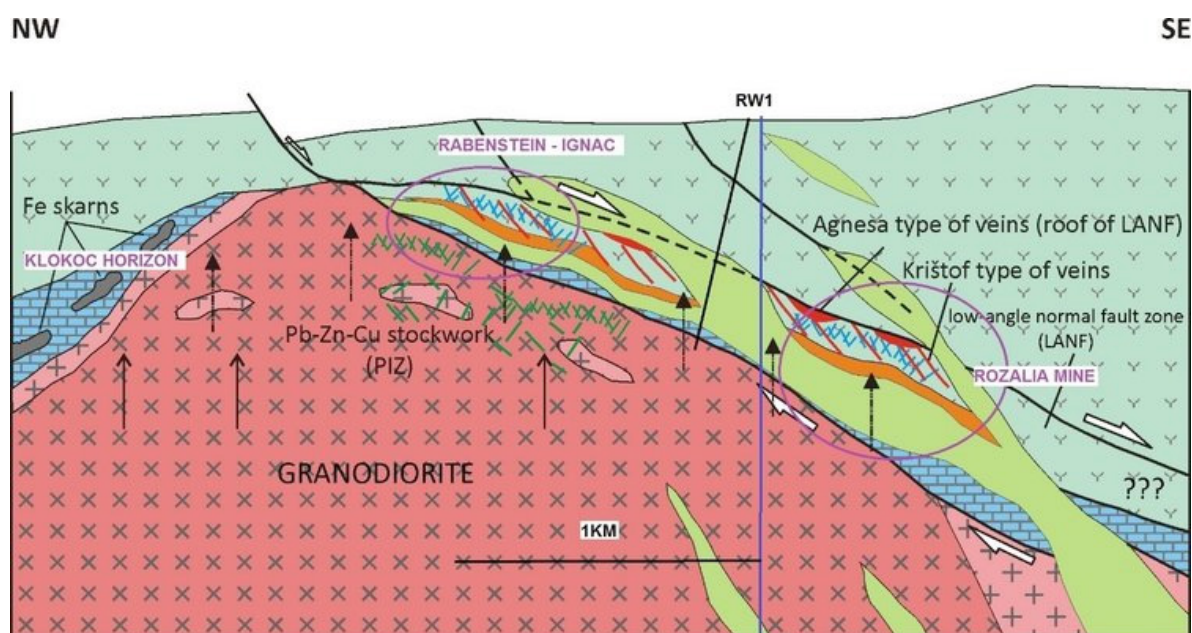 NW
SE
RW1
RABENSTEIN - IGNAC
Fe skarns
KLOKOC HORIZON
Agnesa type of veins (roof of LANF)
Krištof type of veins
low-angle normal fault zone
(LANF)
ROZALIA MINE
Pb-Zn-Cu stockwork
(PIZ)
GRANODIORITE
???
1KM